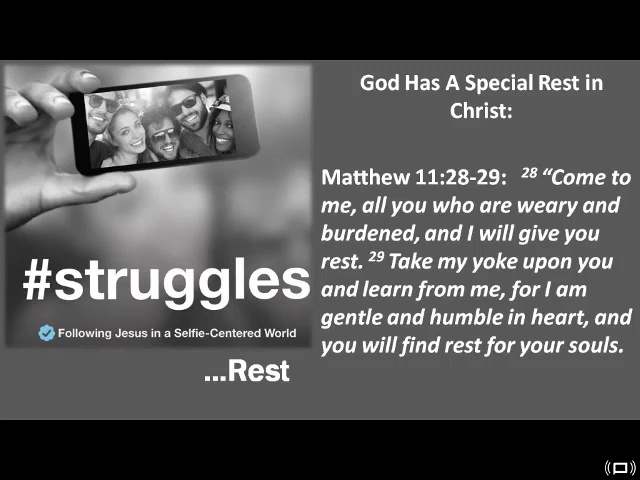 #struggles
Following Jesus in a Selfie-Centered World
...Rest
God Has A Special Rest in
Christ:
Matthew 11:28-29: 28 “Come to
me, all you who are weary and
burdened, and I will give you
rest. 29 Take my yoke upon you
and learn from me, for I am
gentle and humble in heart, and
you will find rest for your souls.